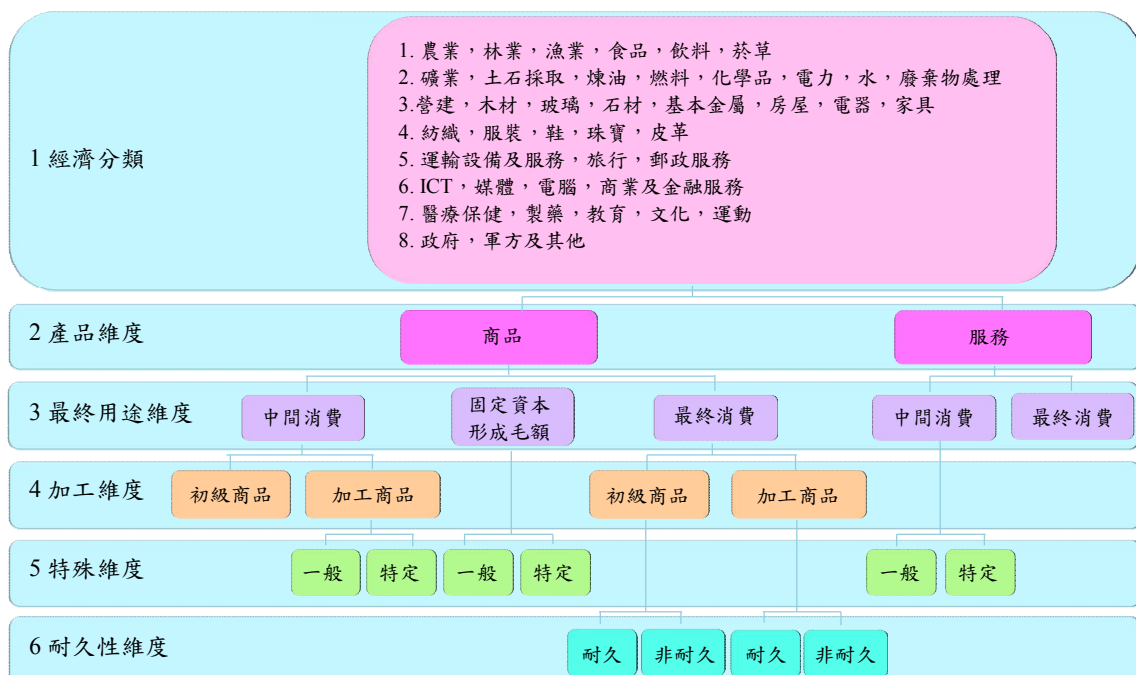 1 經濟分類
1. 農業，林業，漁業，食品，飲料，菸草
2. 礦業，土石採取，煉油，燃料，化學品，電力，水，廢棄物處理
3.營建，木材，玻璃，石材，基本金屬，房屋，電器，家具
4. 紡織，服裝，鞋，珠寶，皮革
5. 運輸設備及服務，旅行，郵政服務
6. ICT，媒體，電腦，商業及金融服務
7. 醫療保健，製藥，教育，文化，運動
8. 政府，軍方及其他
2 產品維度
商品
服務
3 最終用途維度
中間消費
固定資本
形成毛額
最終消費
中間消費
最終消費
4 加工維度
初級商品
加工商品
初級商品
加工商品
5 特殊維度
一般
特定
一般
特定
一般
特定
6 耐久性維度
耐久
非耐久
耐久
非耐久